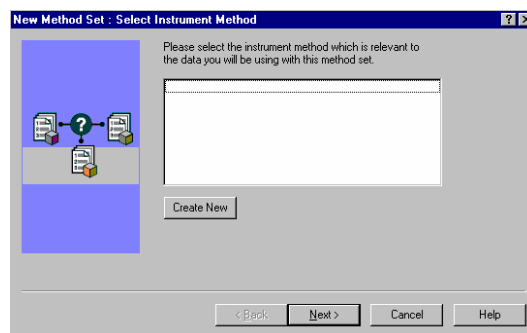 New Method Set : Select Instrument Method
Please select the instrument method which is relevant to
the data you will be using with this method set.
Create New
< Back
Next >
Cancel
Help